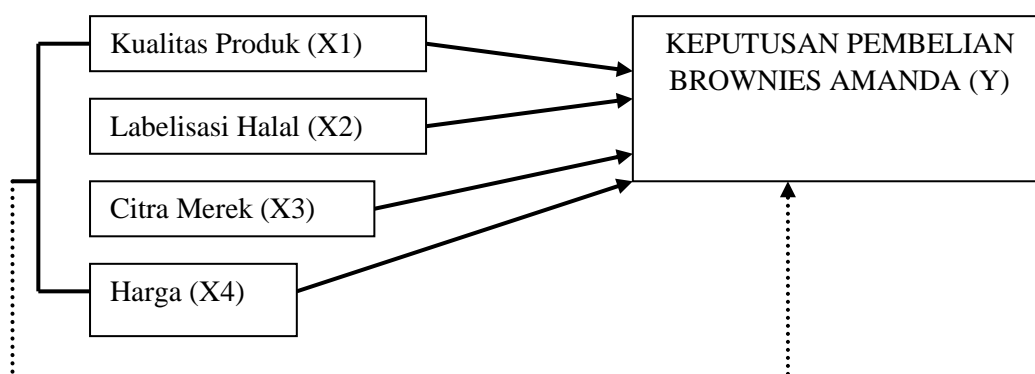 Kualitas Produk (X1)
KEPUTUSAN PEMBELIAN
BROWNIES AMANDA (Y)
Labelisasi Halal (X2)
Citra Merek (X3)
Harga (X4)